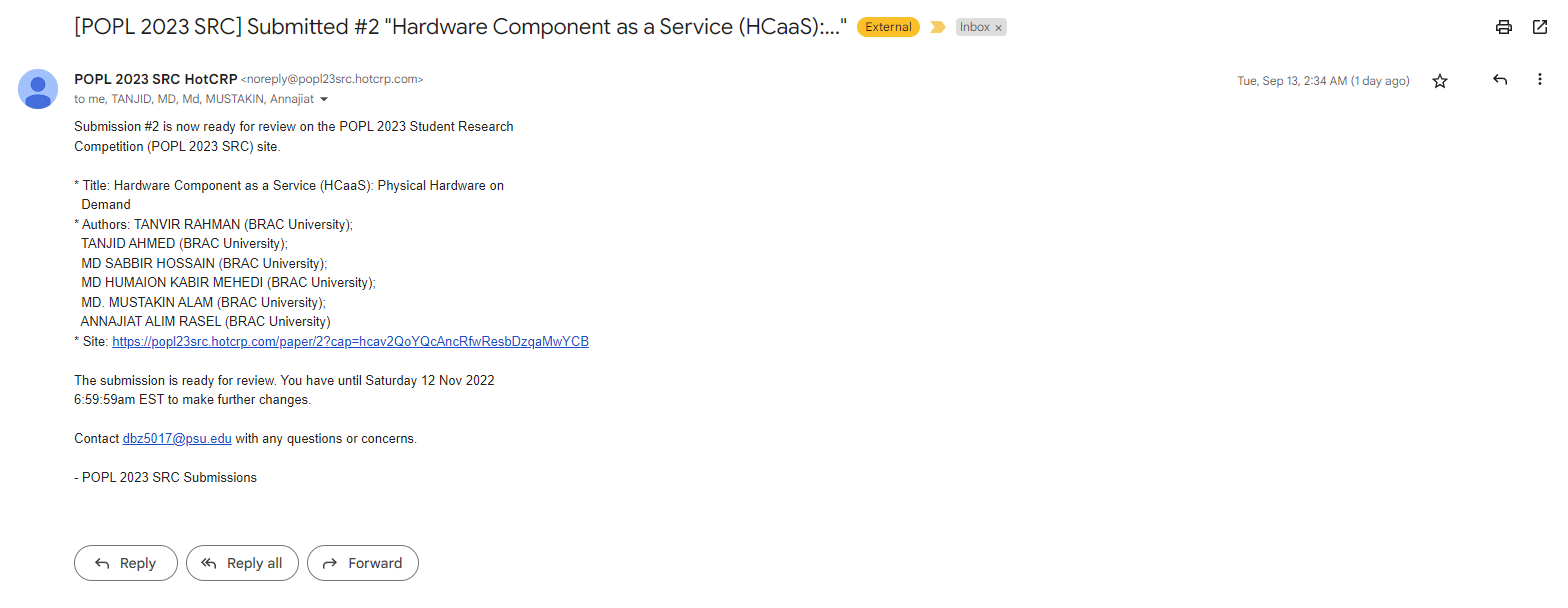 [POPL 2023 SRC] Submitted #2 "Hardware Component as a Service (HCaaS):..." External Inbox ×
POPL 2023 SRC HotCRP <noreply@popl23src.hotcrp.com>
Tue, Sep 13, 2:34 AM (1 day ago)
to me, TANJID, MD, Md, MUSTAKIN, Annajiat
Submission #2 is now ready for review on the POPL 2023 Student Research
Competition (POPL 2023 SRC) site.
* Title: Hardware Component as a Service (HCaaS): Physical Hardware on
Demand
* Authors: TANVIR RAHMAN (BRAC University);
TANJID AHMED (BRAC University);
MD SABBIR HOSSAIN (BRAC University);
MD HUMAION KABIR MEHEDI (BRAC University);
MD. MUSTAKIN ALAM (BRAC University);
ANNAJIAT ALIM RASEL (BRAC University)
* Site: https://popl23src.hotcrp.com/paper/2?cap=hcav2QoYQcAncRfwResbDzqaMwYCB
The submission is ready for review. You have until Saturday 12 Nov 2022
6:59:59am EST to make further changes.
Contact dbz5017@psu.edu with any questions or concerns.
- POPL 2023 SRC Submissions
Reply Reply all Forward